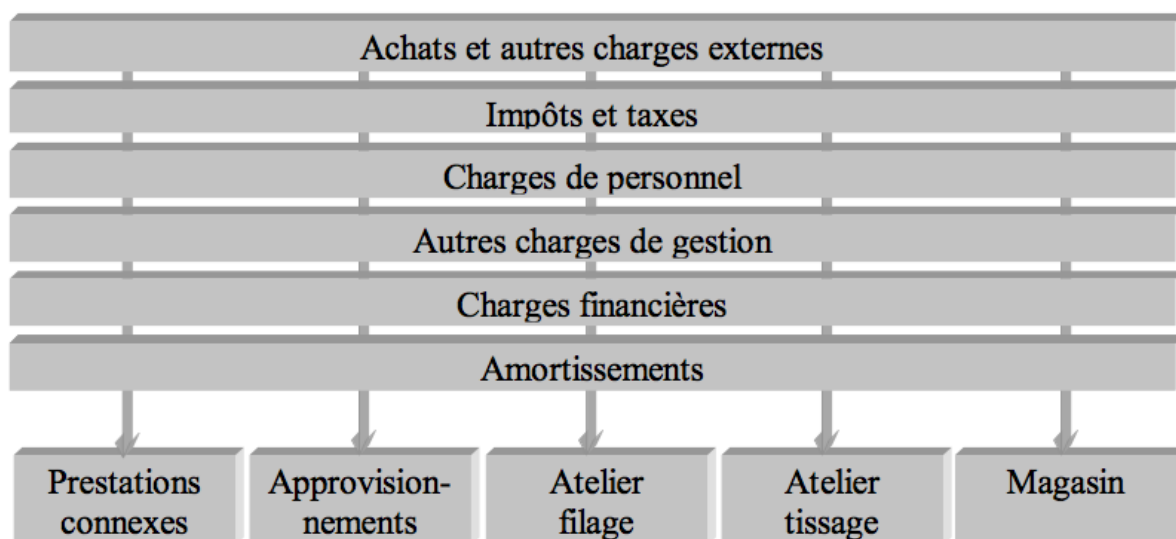 Achats et autres charges externes
Impôts et taxes
Charges de personnel
Autres charges de gestion
Charges financières
Amortissements
Prestations
connexes
Approvision-
nements
Atelier
filage
Atelier
tissage
Magasin